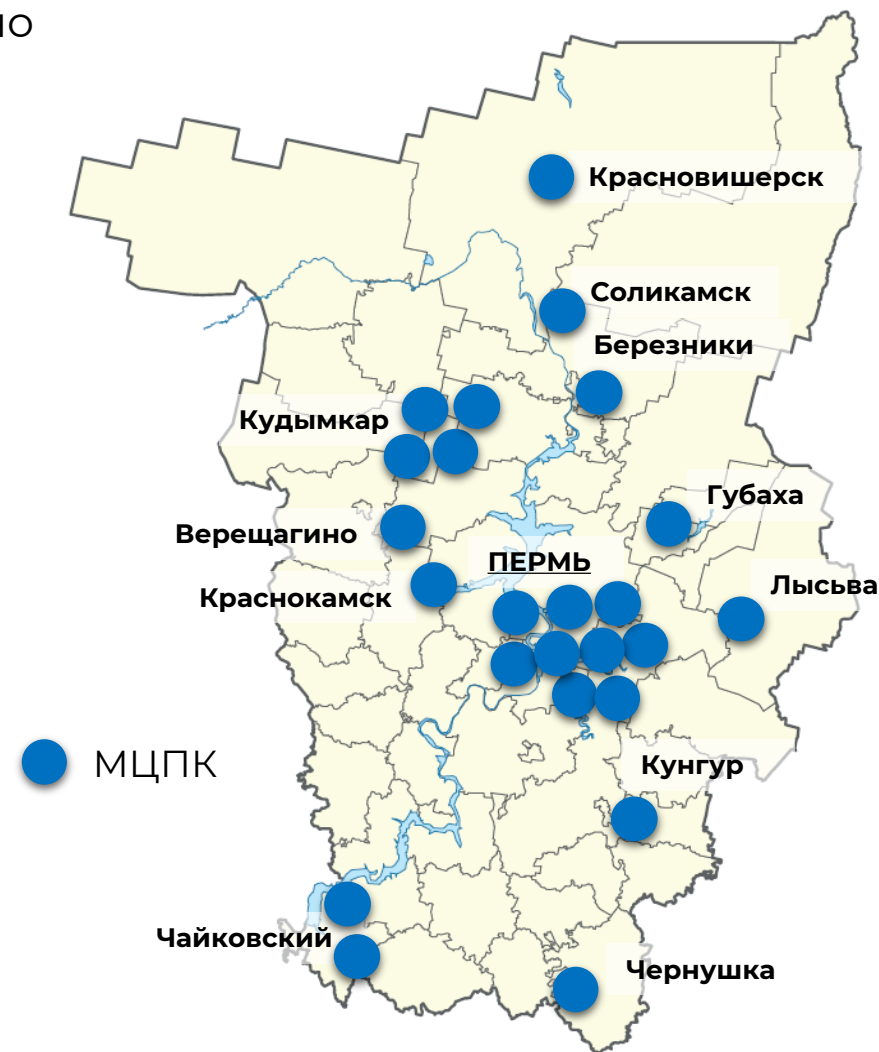 Красновишерск
Соликамск
Березники
Кудымкар
Губаха
Верещагино
ПЕРМЬ
Лысьва
Краснокамск
МЦПК
Кунгур
Чайковский
Чернушка